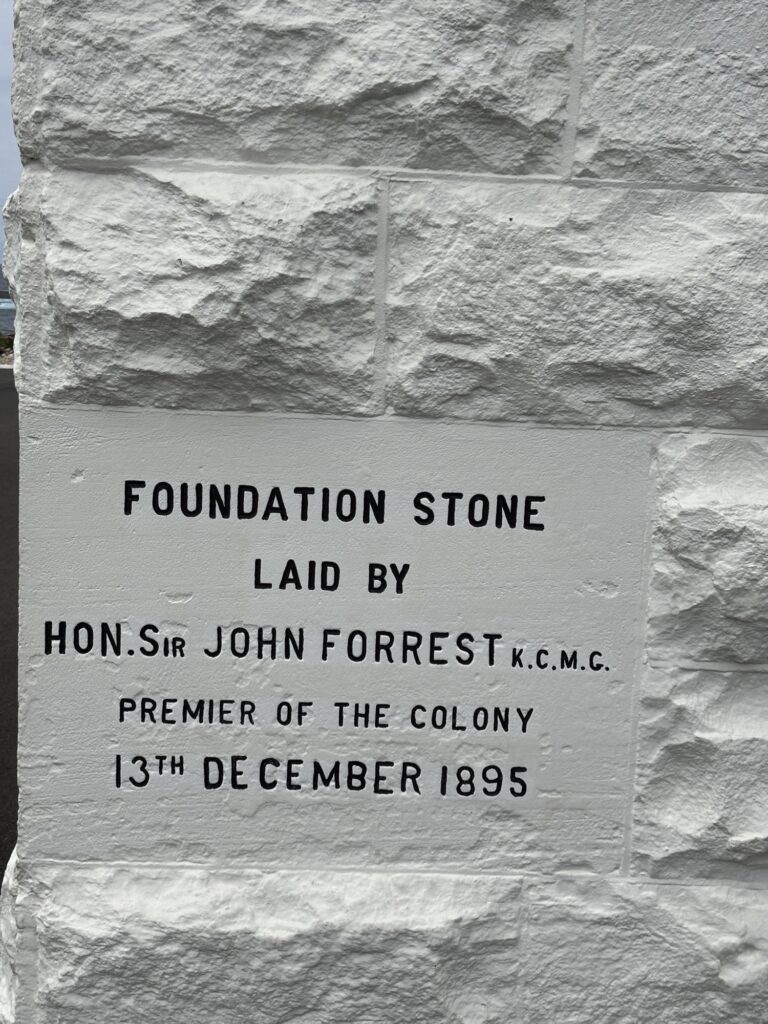 FOUNDATION STONE
LAID BY
HON. SIR JOHN FORREST K.C.M.G.
PREMIER OF THE COLONY
13TH DECEMBER 1895